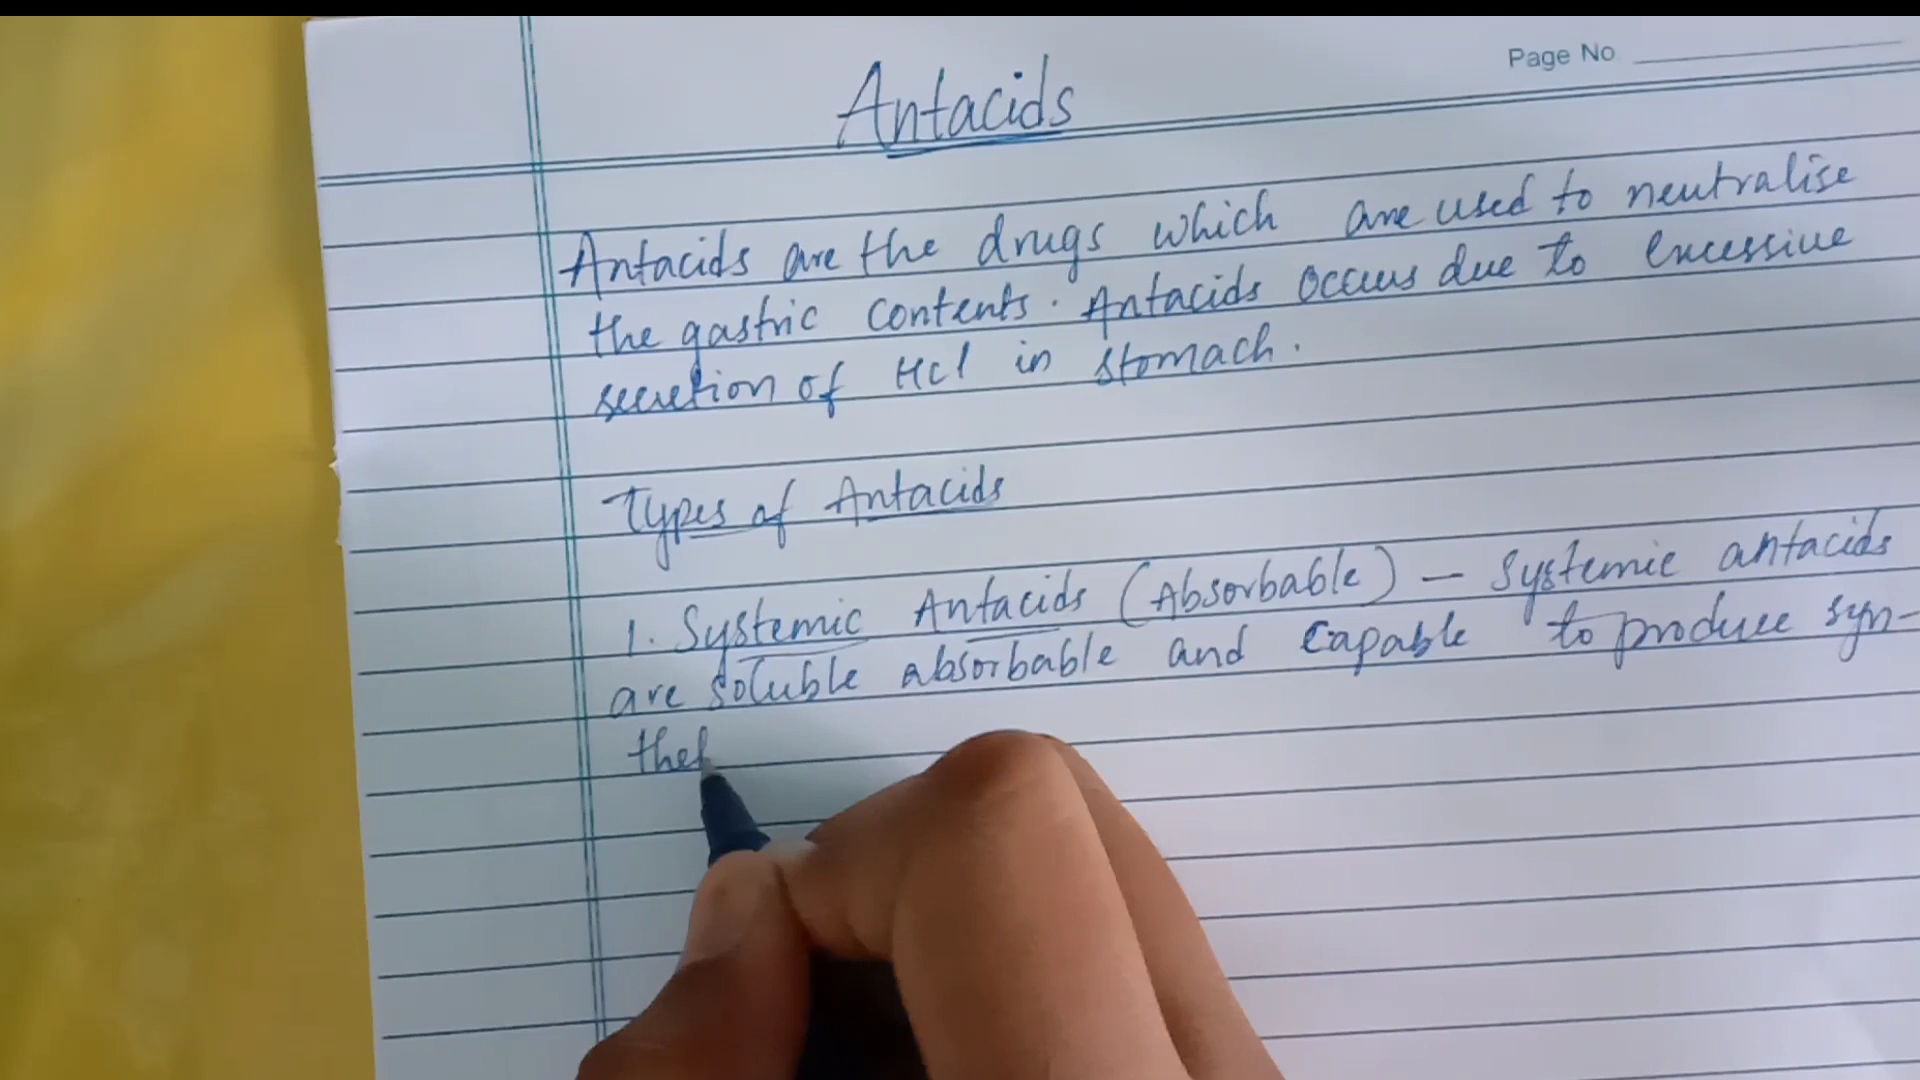 Page No
Antacids
Antacids are the drugs which are used to neutralise
the gastric contents. Antacids occurs due to excessive
secretion of HCl in stomach.
Types of Antacids
1. Systemic Antacids (Absorbable) – Systemic antacids
are soluble absorbable and capable to produce syn-
thet